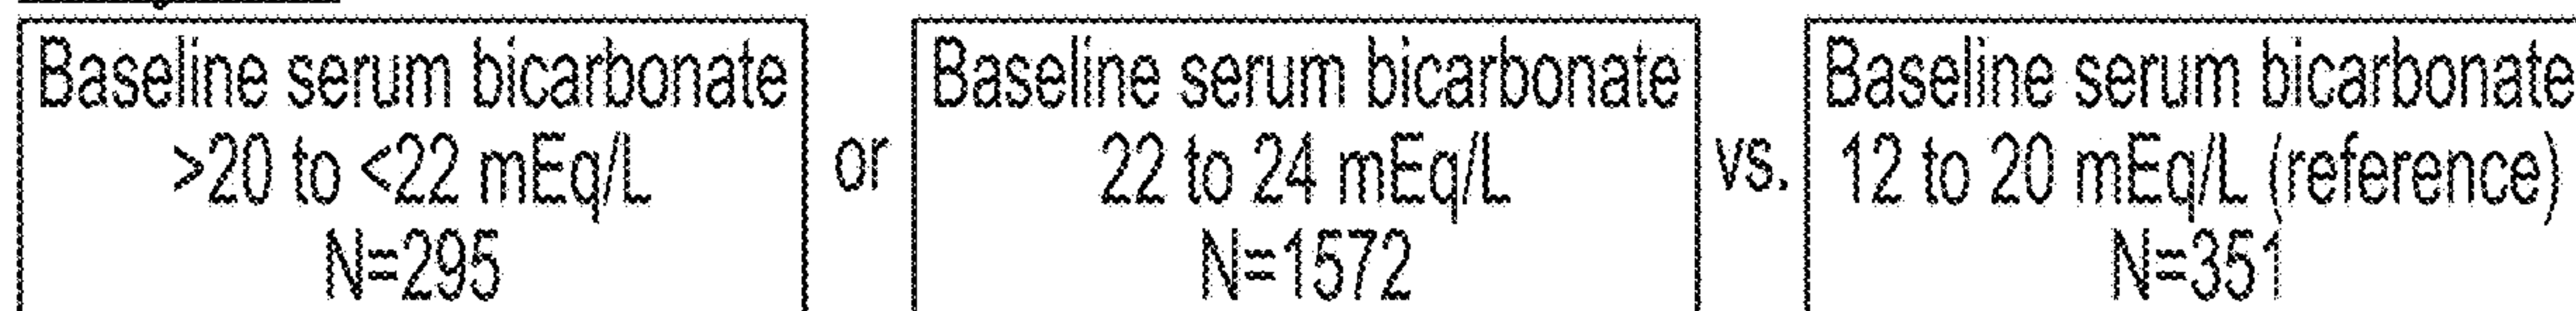 Baseline serum bicarbonate
>20 to <22 mEq/L
N=295
or
Baseline serum bicarbonate
22 to 24 mEq/L
N=1572
vs.
Baseline serum bicarbonate
12 to 20 mEq/L (reference)
N=351